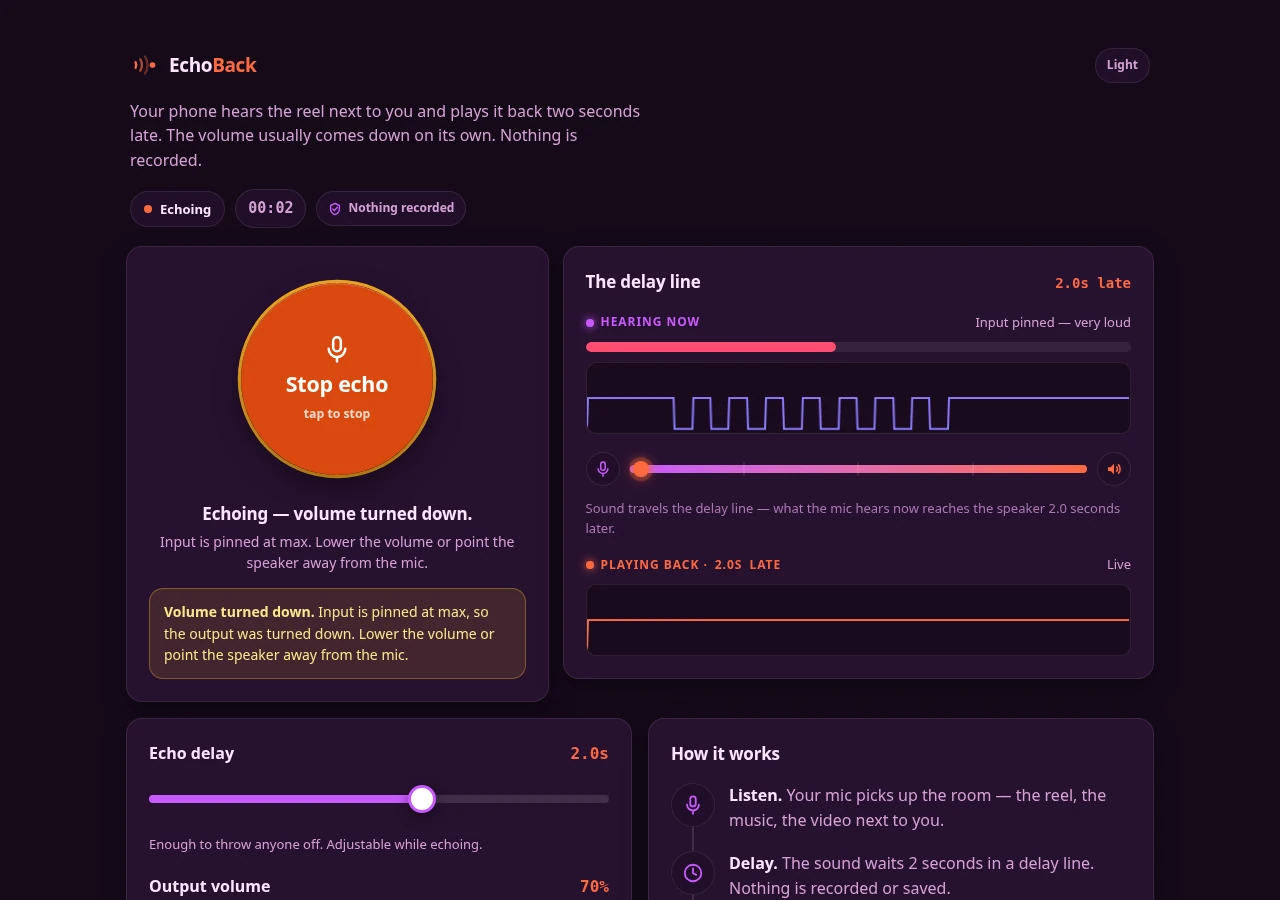 EchoBack
Light
Your phone hears the reel next to you and plays it back two seconds
late. The volume usually comes down on its own. Nothing is
recorded.
Echoing
00:02
Nothing recorded
Stop echo
tap to stop
Echoing — volume turned down.
Input is pinned at max. Lower the volume or point the
speaker away from the mic.
Volume turned down. Input is pinned at max, so
the output was turned down. Lower the volume or
point the speaker away from the mic.
The delay line
2.0s late
HEARING NOW
Input pinned — very loud
Sound travels the delay line — what the mic hears now reaches the speaker 2.0 seconds
later.
PLAYING BACK · 2.0S LATE
Live
Echo delay
2.0s
Enough to throw anyone off. Adjustable while echoing.
Output volume
70%
How it works
Listen. Your mic picks up the room — the reel, the
music, the video next to you.
Delay. The sound waits 2 seconds in a delay line.
Nothing is recorded or saved.